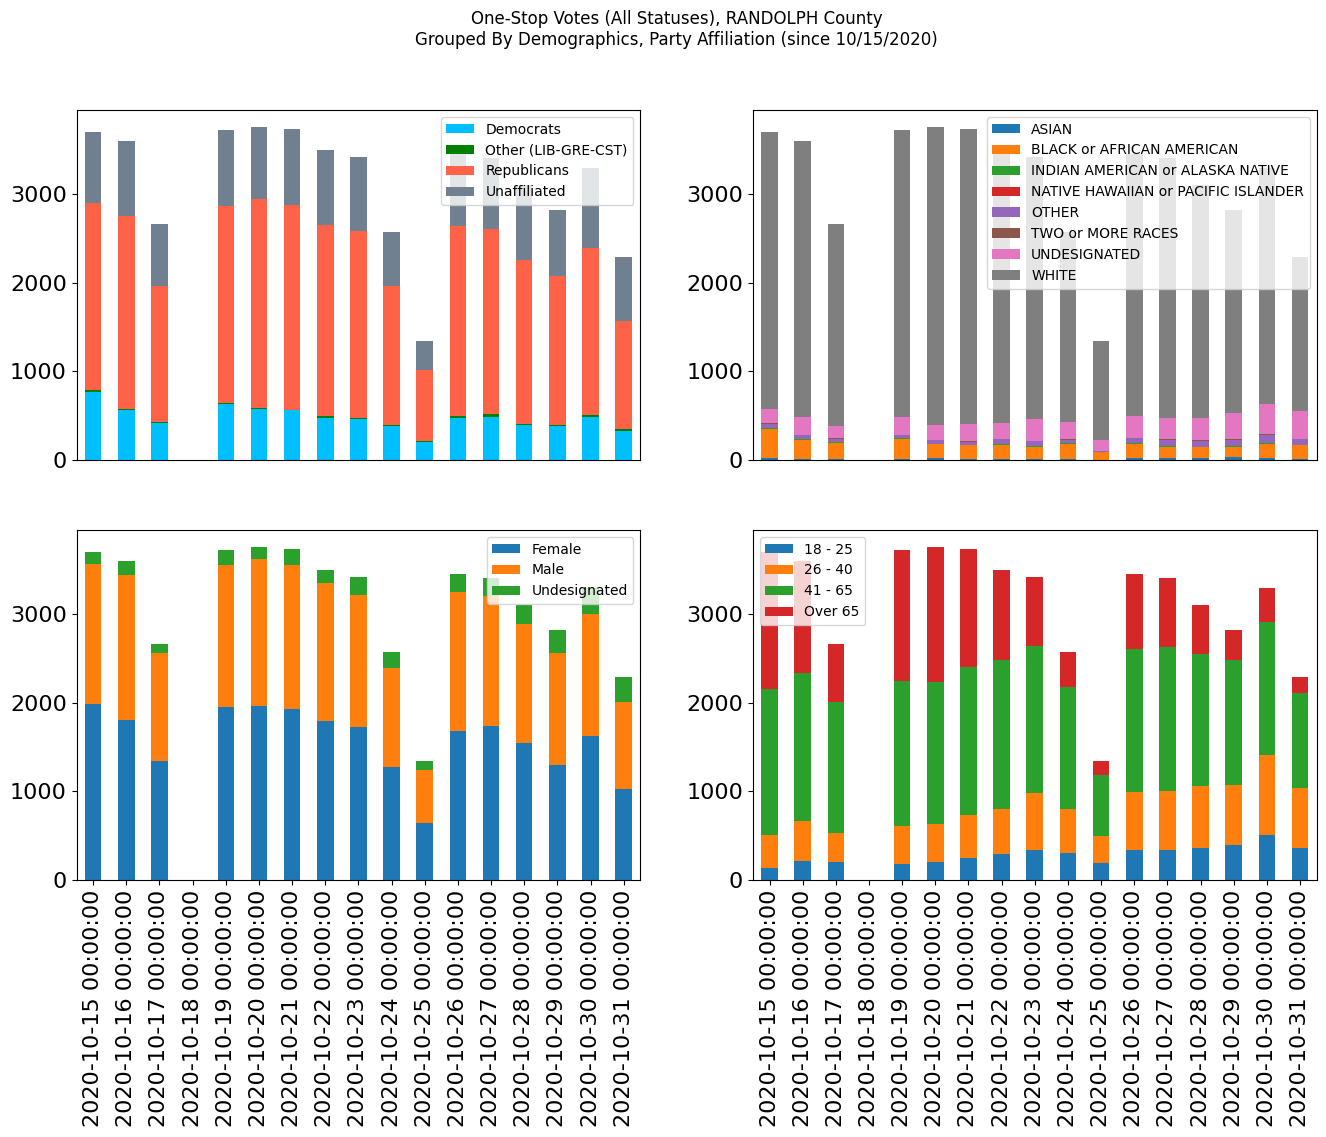 One-Stop Votes (All Statuses), RANDOLPH County
Grouped By Demographics, Party Affiliation (since 10/15/2020)
3000
2000
1000
0
Democrats
Other (LIB-GRE-CST)
Republicans
Unaffiliated
3000
2000
1000
0
ASIAN
BLACK or AFRICAN AMERICAN
INDIAN AMERICAN or ALASKA NATIVE
NATIVE HAWAIIAN or PACIFIC ISLANDER
OTHER
TWO or MORE RACES
UNDESIGNATED
WHITE
3000
2000
1000
0
Female
Male
Undesignated
2020-10-15 00:00:00
2020-10-16 00:00:00
2020-10-17 00:00:00
2020-10-18 00:00:00
2020-10-19 00:00:00
2020-10-20 00:00:00
2020-10-21 00:00:00
2020-10-22 00:00:00
2020-10-23 00:00:00
2020-10-24 00:00:00
2020-10-25 00:00:00
2020-10-26 00:00:00
2020-10-27 00:00:00
2020-10-28 00:00:00
2020-10-29 00:00:00
2020-10-30 00:00:00
2020-10-31 00:00:00
3000
2000
1000
0
18 - 25
26 - 40
41 - 65
Over 65
2020-10-15 00:00:00
2020-10-16 00:00:00
2020-10-17 00:00:00
2020-10-18 00:00:00
2020-10-19 00:00:00
2020-10-20 00:00:00
2020-10-21 00:00:00
2020-10-22 00:00:00
2020-10-23 00:00:00
2020-10-24 00:00:00
2020-10-25 00:00:00
2020-10-26 00:00:00
2020-10-27 00:00:00
2020-10-28 00:00:00
2020-10-29 00:00:00
2020-10-30 00:00:00
2020-10-31 00:00:00